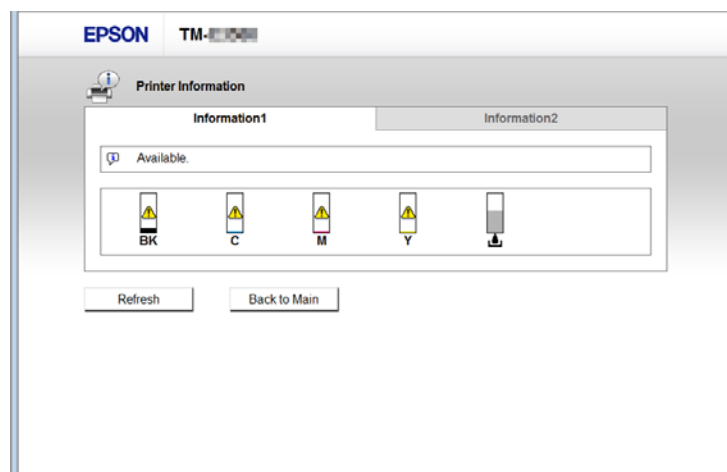 EPSON TM-
Printer Information
Information1 Information2
Available.
BK C M Y
Refresh Back to Main